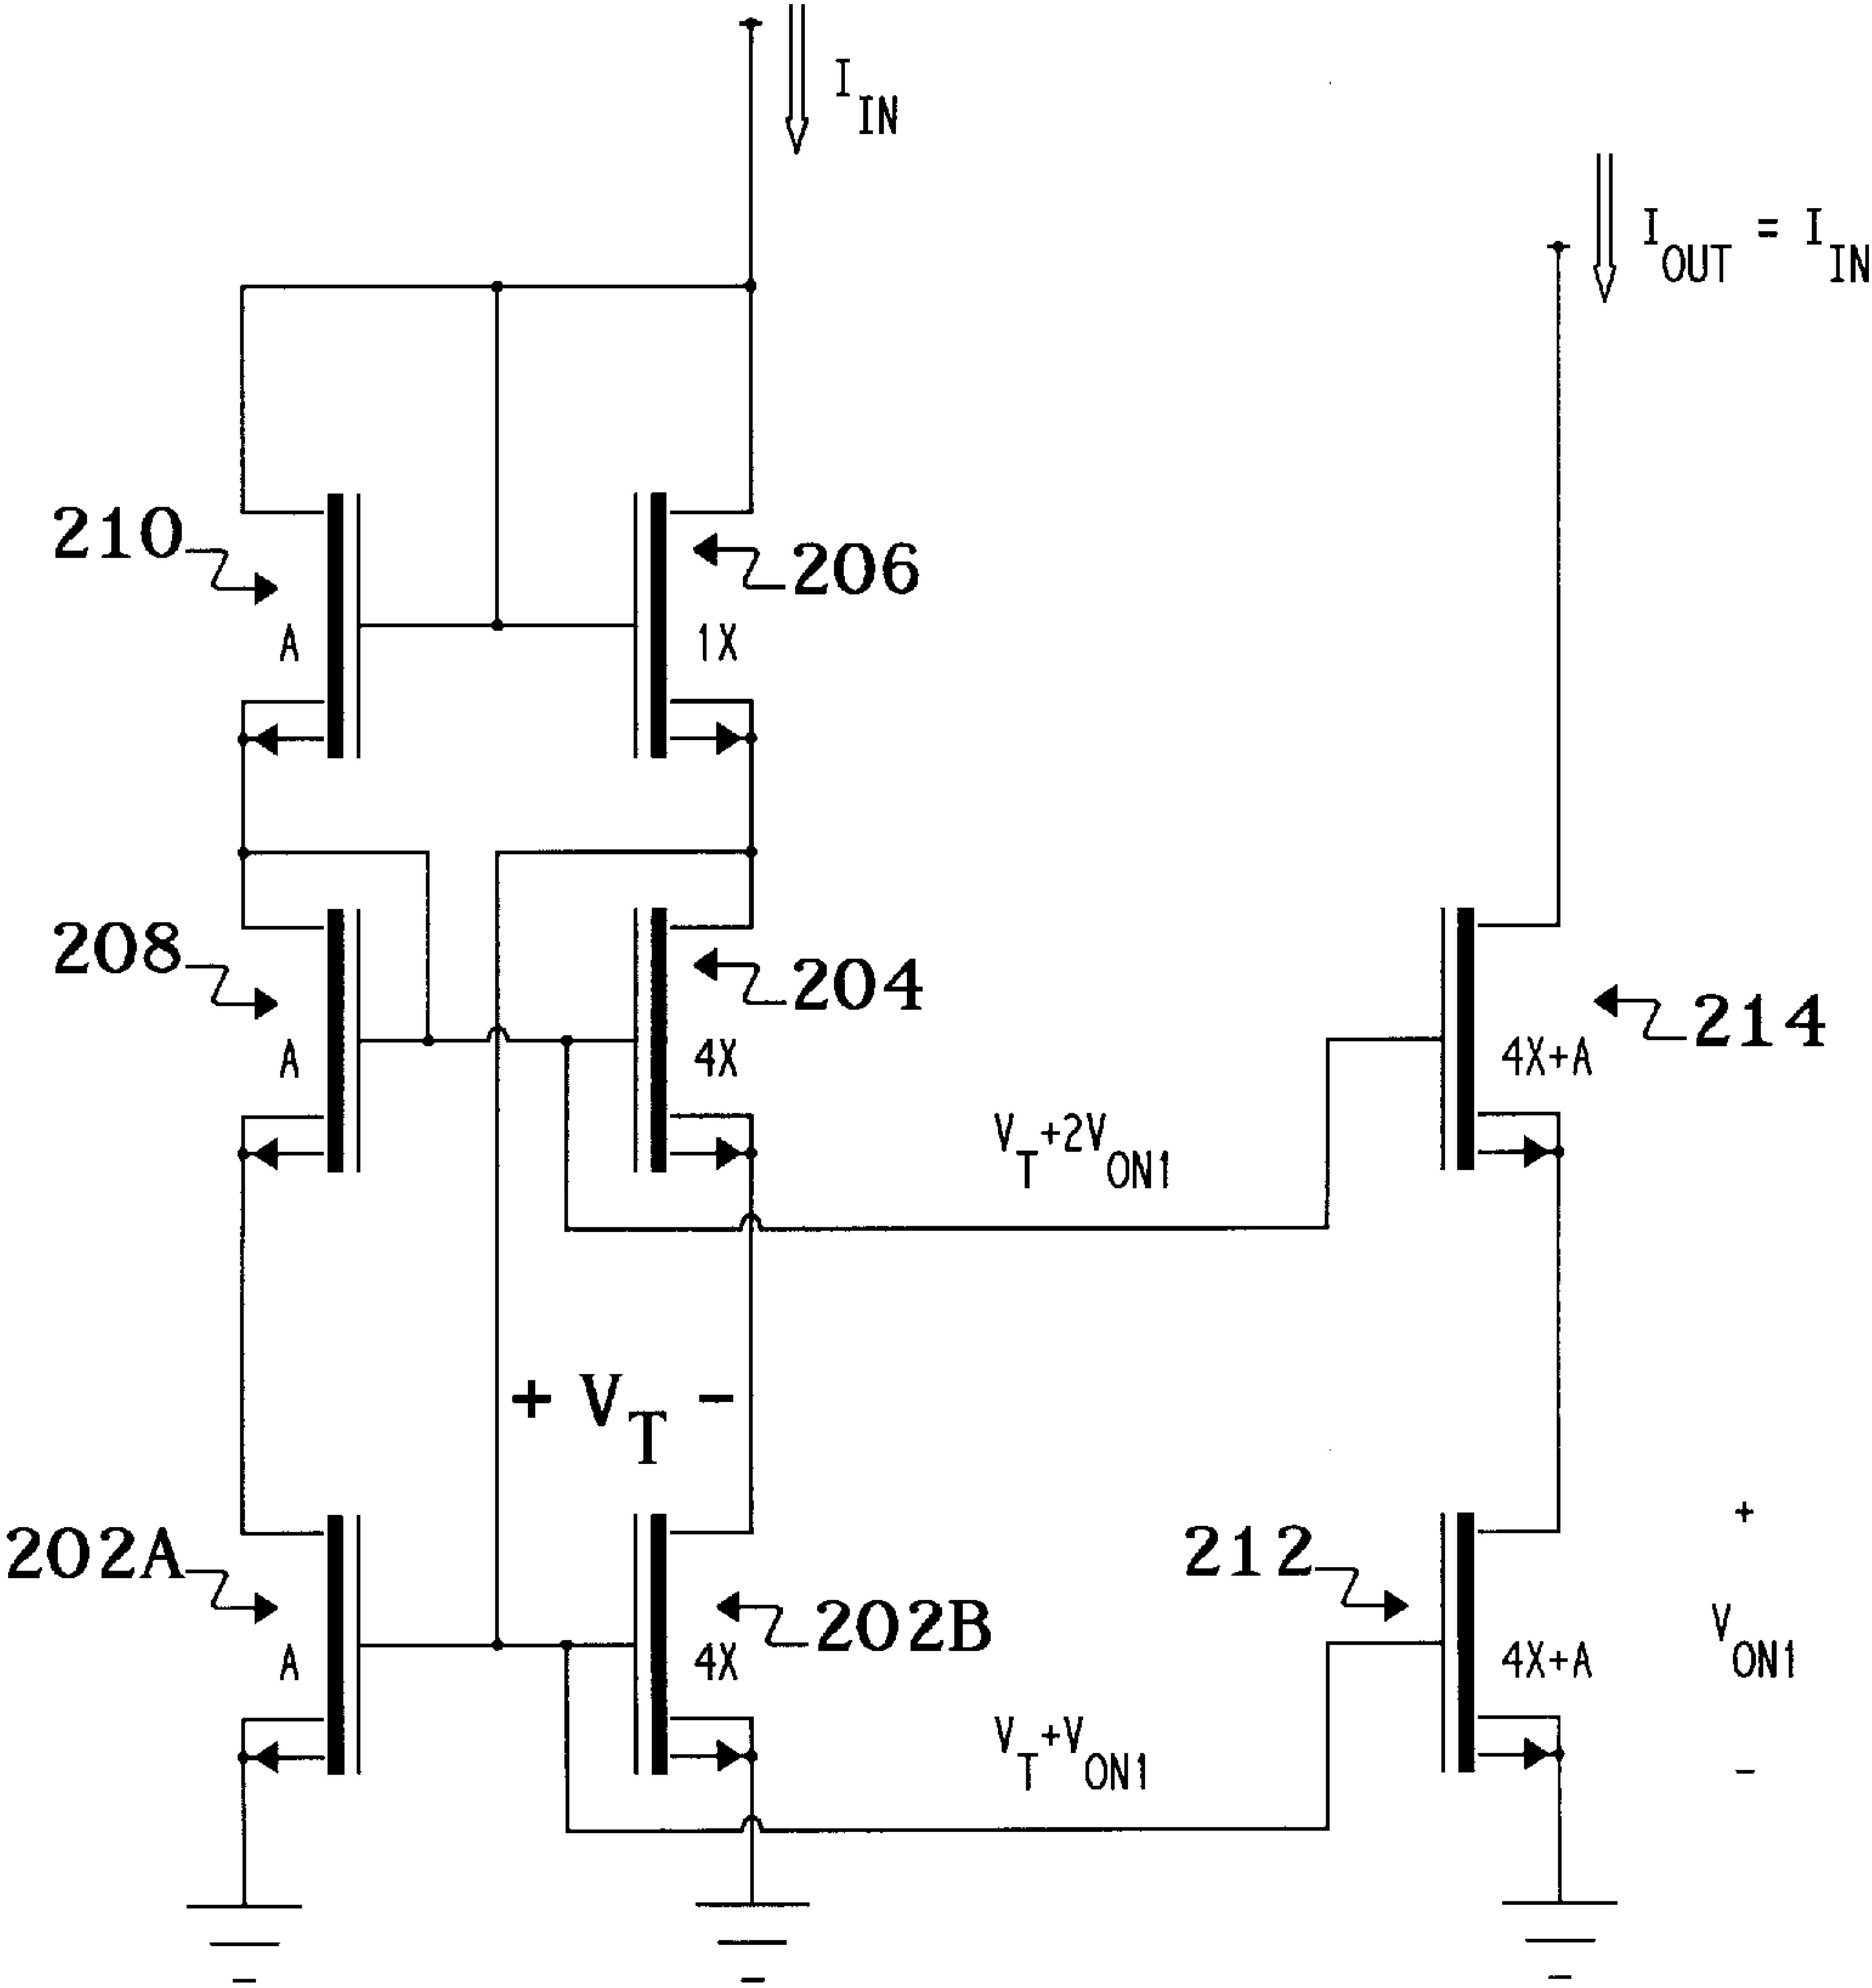 I IN
I OUT = I IN
210
206
A
1X
208
204
214
A
4X
4X+A
V T +2V ON1
+ V T -
202A
202B
212
+
A
4X
4X+A
V ON1
V T +V ON1
-